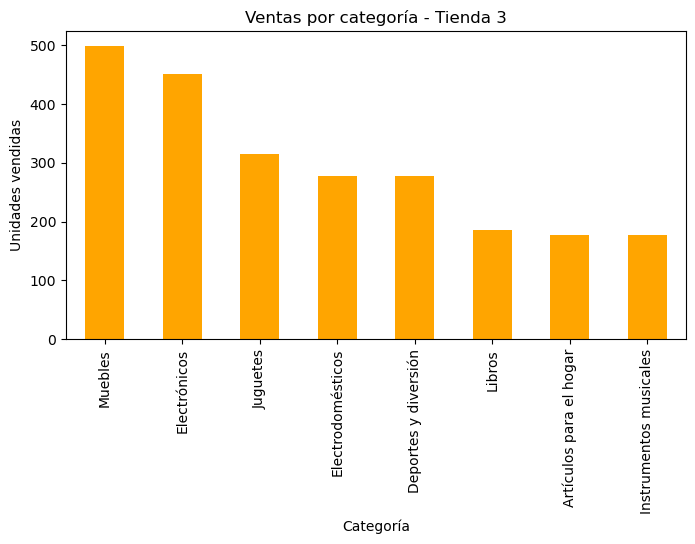 Ventas por categoría - Tienda 3
Unidades vendidas
500
400
300
200
100
0
Muebles
Electrónicos
Juguetes
Electrodomésticos
Deportes y diversión
Libros
Artículos para el hogar
Instrumentos musicales
Categoría